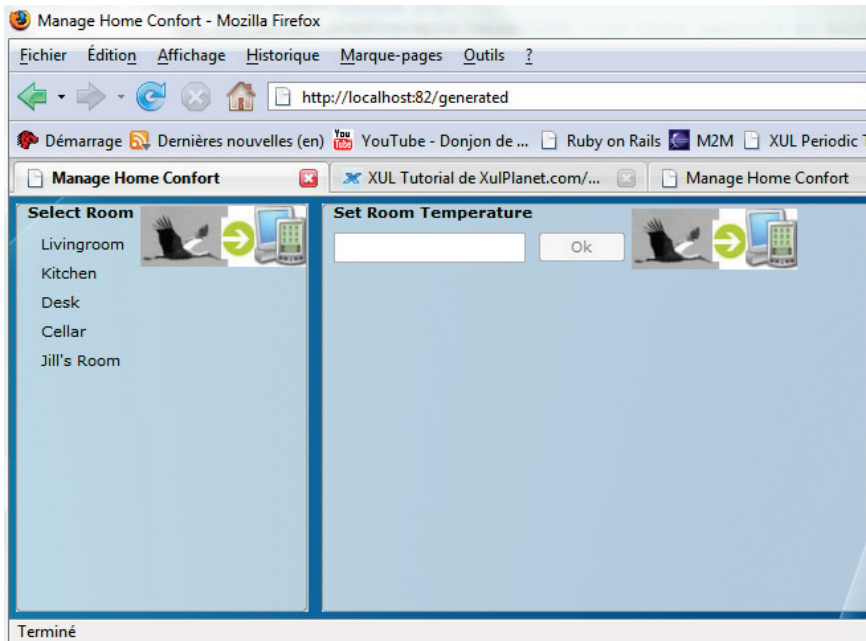 Manage Home Confort - Mozilla Firefox
Fichier Édition Affichage Historique Marque-pages Outils ?
http://localhost:82/generated
Démarrage Dernières nouvelles (en) You Tube YouTube - Donjon de ... Ruby on Rails M2M XUL Periodic T
Manage Home Confort XUL Tutorial de XulPlanet.com/... Manage Home Confort
Select Room
Livingroom
Kitchen
Desk
Cellar
Jill's Room
Set Room Temperature
Ok
Terminé